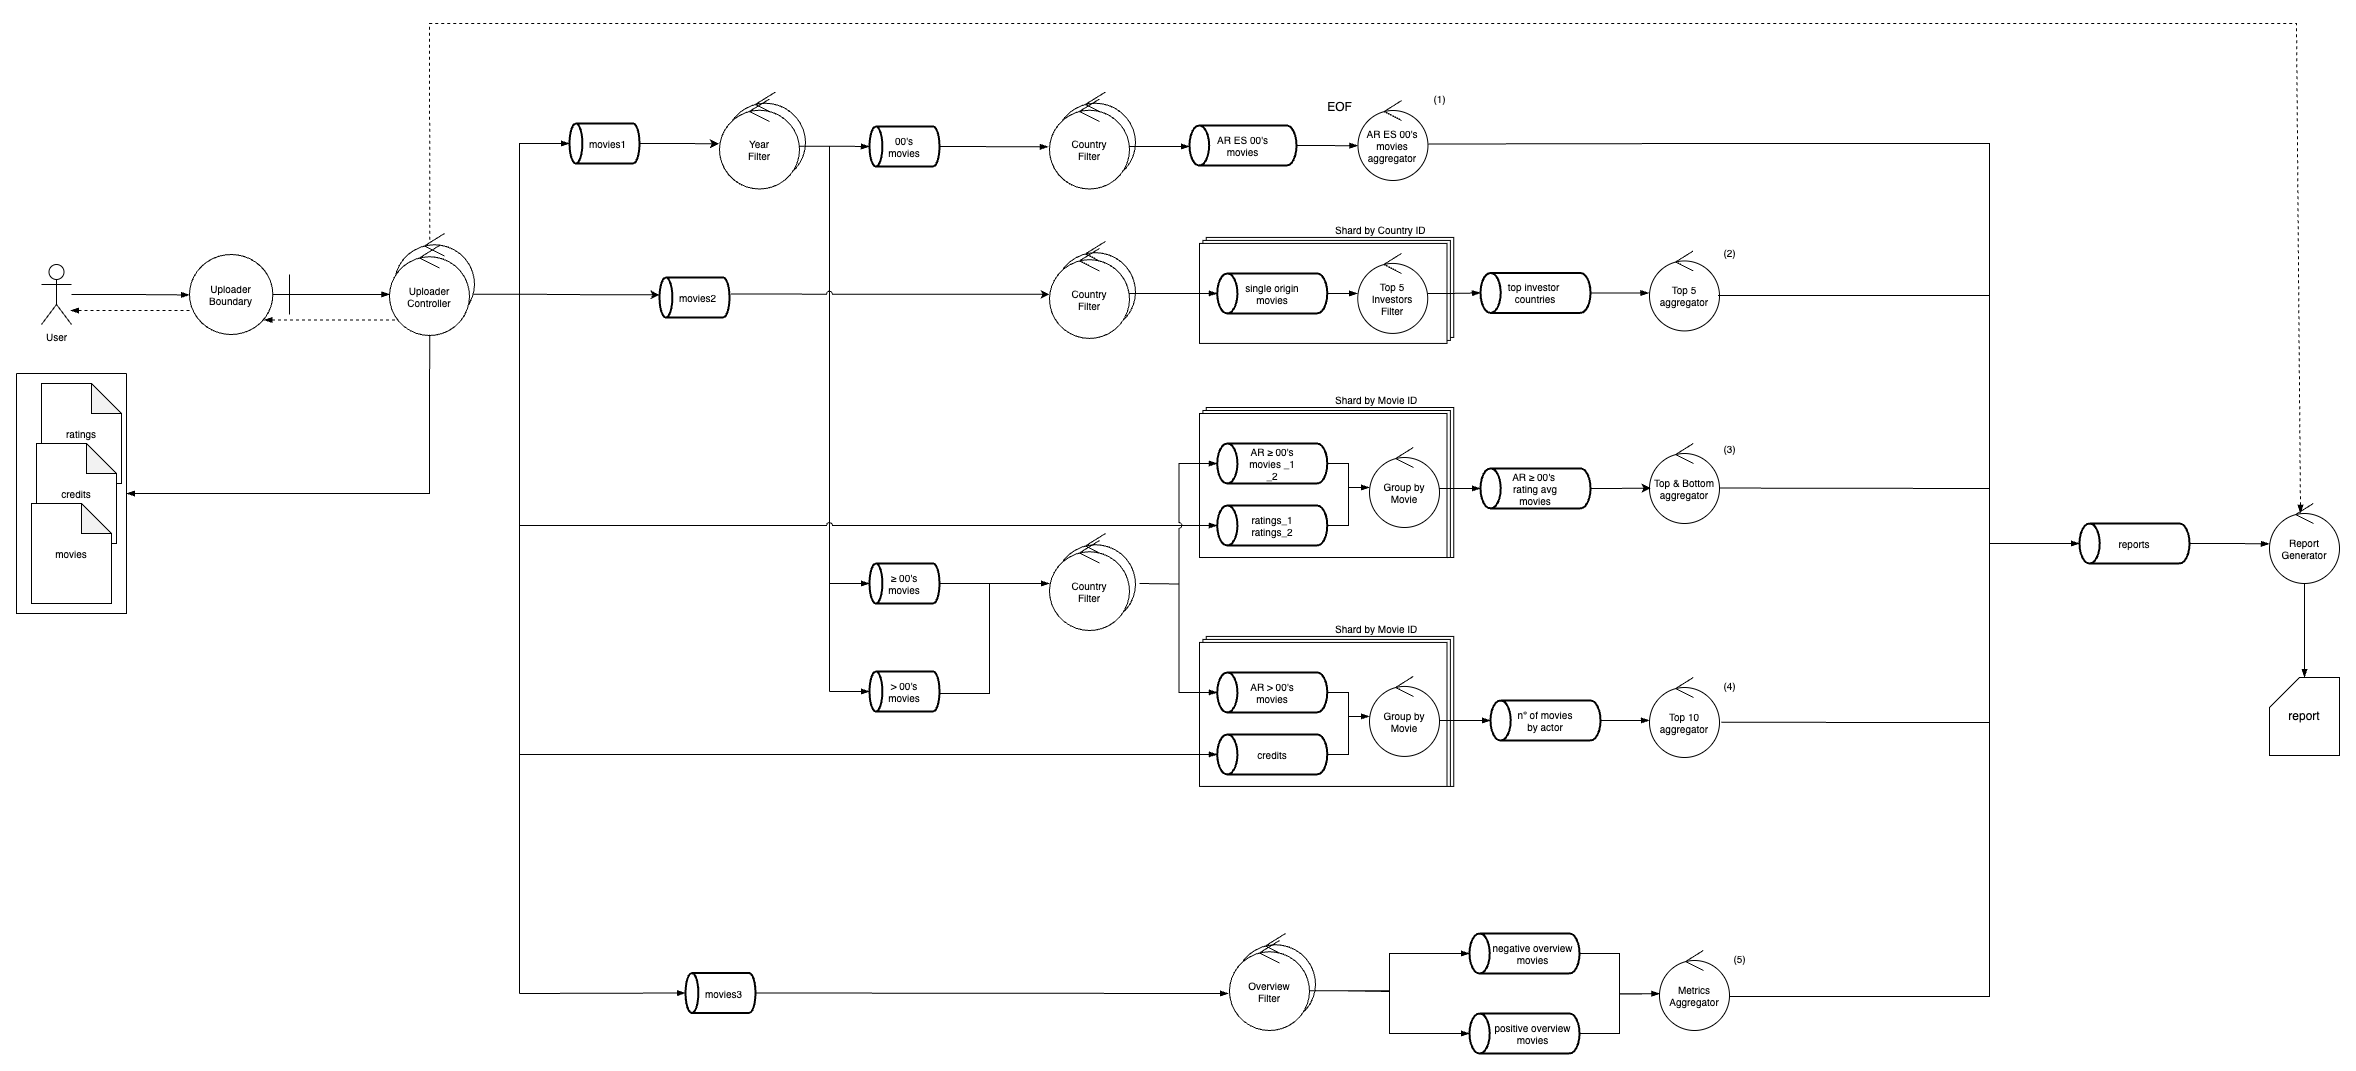 EOF
(1)
movies1
Year
Filter
00's
movies
Country
Filter
AR ES 00's
movies
AR ES 00's
movies
aggregator
User
Uploader
Boundary
Uploader
Controller
movies2
Country
Filter
Shard by Country ID
single origin
movies
Top 5
Investors
Filter
top investor
countries
Top 5
aggregator
(2)
ratings
credits
movies
Shard by Movie ID
AR ≥ 00's
movies _1
_2
ratings_1
ratings_2
Group by
Movie
AR ≥ 00's
rating avg
movies
Top & Bottom
aggregator
(3)
≥ 00's
movies
> 00's
movies
Country
Filter
Shard by Movie ID
AR > 00's
movies
credits
Group by
Movie
n° of movies
by actor
Top 10
aggregator
(4)
reports
Report
Generator
report
movies3
Overview
Filter
negative overview
movies
positive overview
movies
Metrics
Aggregator
(5)